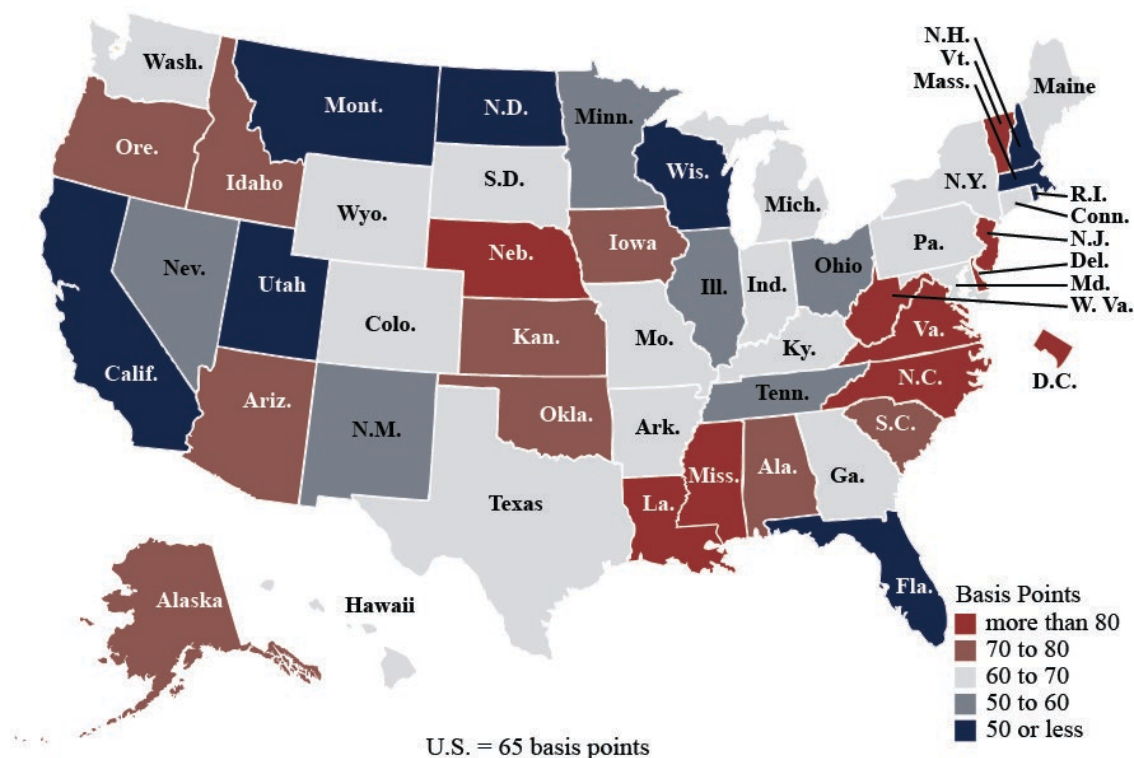 N.H.
Vt.
Mass.
Wash.
Mont.
N.D.
Minn.
Maine
Ore.
Idaho
S.D.
Wis.
N.Y.
R.I.
Wyo.
Mich.
Conn.
Neb.
Iowa
Pa.
N.J.
Nev.
Utah
Ill.
Ind.
Ohio
Del.
Md.
W. Va.
Colo.
Kan.
Mo.
Ky.
Va.
Calif.
D.C.
Ariz.
N.M.
Okla.
Ark.
Tenn.
N.C.
S.C.
Texas
La.
Miss.
Ala.
Ga.
Alaska
Hawaii
Fla.
Basis Points
more than 80
70 to 80
60 to 70
50 to 60
50 or less
U.S. = 65 basis points